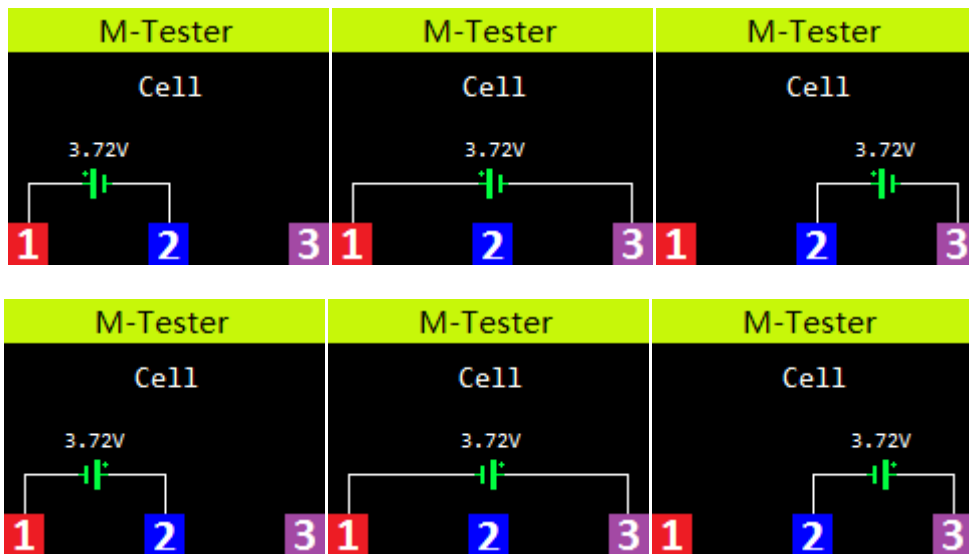 M-Tester M-Tester M-Tester
Cell Cell Cell
3.72V 3.72V 3.72V
+ + +
1 2 3 1 2 3 1 2 3
M-Tester M-Tester M-Tester
Cell Cell Cell
3.72V 3.72V 3.72V
+ + +
1 2 3 1 2 3 1 2 3